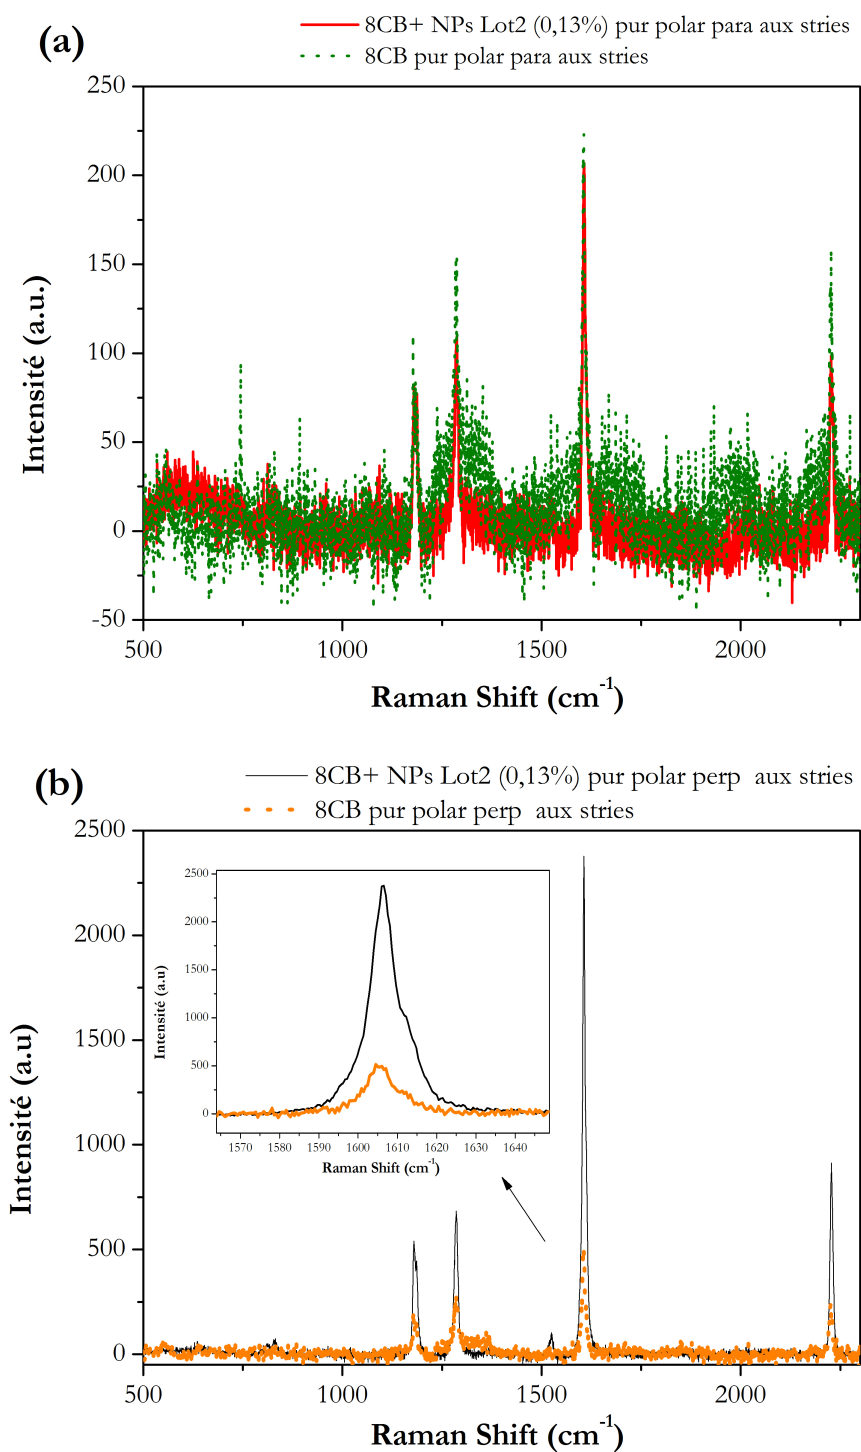 (a)
8CB+ NPs Lot2 (0,13%) pur polar para aux stries
8CB pur polar para aux stries
250
200
150
100
50
0
-50
500
1000
1500
2000
Intensité (a.u.)
Raman Shift (cm⁻¹)
(b)
8CB+ NPs Lot2 (0,13%) pur polar perp aux stries
8CB pur polar perp aux stries
2500
2000
1500
1000
500
0
500
1000
1500
2000
Intensité (a.u)
Raman Shift (cm⁻¹)
2500
2000
1500
1000
500
0
1570
1580
1590
1600
1610
1620
1630
1640
Intensité (a.u)
Raman Shift (cm⁻¹)